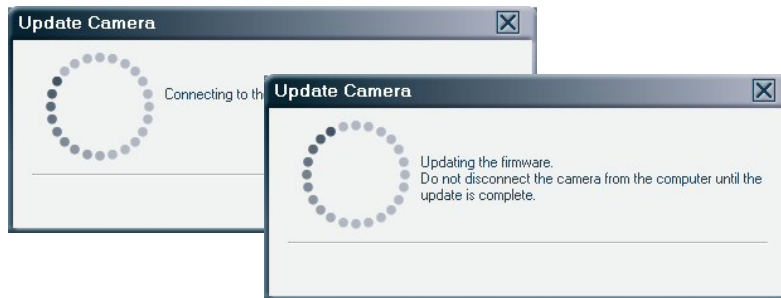 Update Camera
Connecting to
Update Camera
Updating the firmware.
Do not disconnect the camera from the computer until the
update is complete.